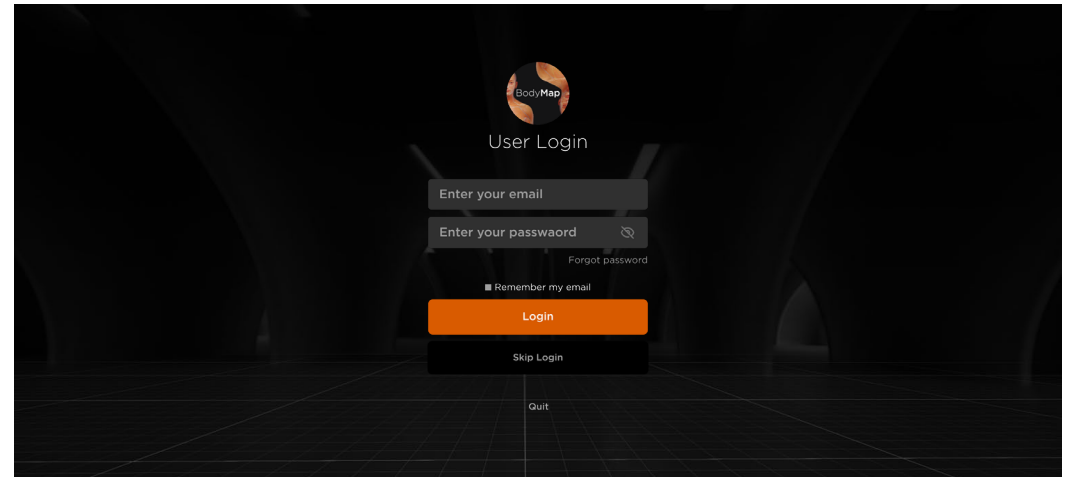 BodyMap
User Login
Enter your email
Enter your passwaord
Forgot password
Remember my email
Login
Skip Login
Quit